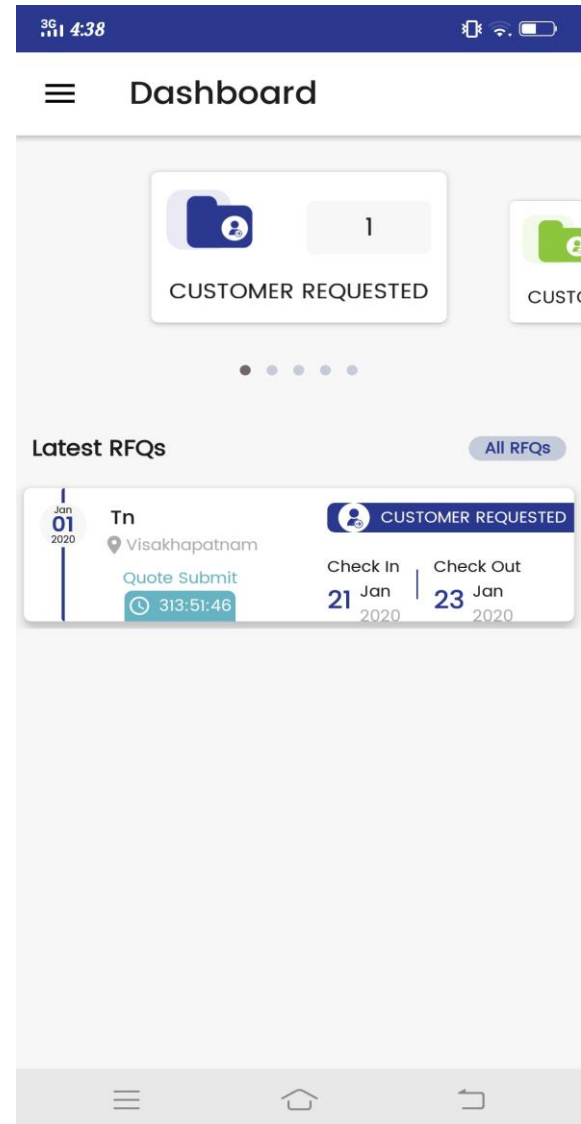 3G 4:38
Dashboard
1
CUSTOMER REQUESTED
Latest RFQs
All RFQs
Jan
01
2020
Tn
Visakhapatnam
Quote Submit
313:51:46
CUSTOMER REQUESTED
Check In
21 Jan
2020
Check Out
23 Jan
2020